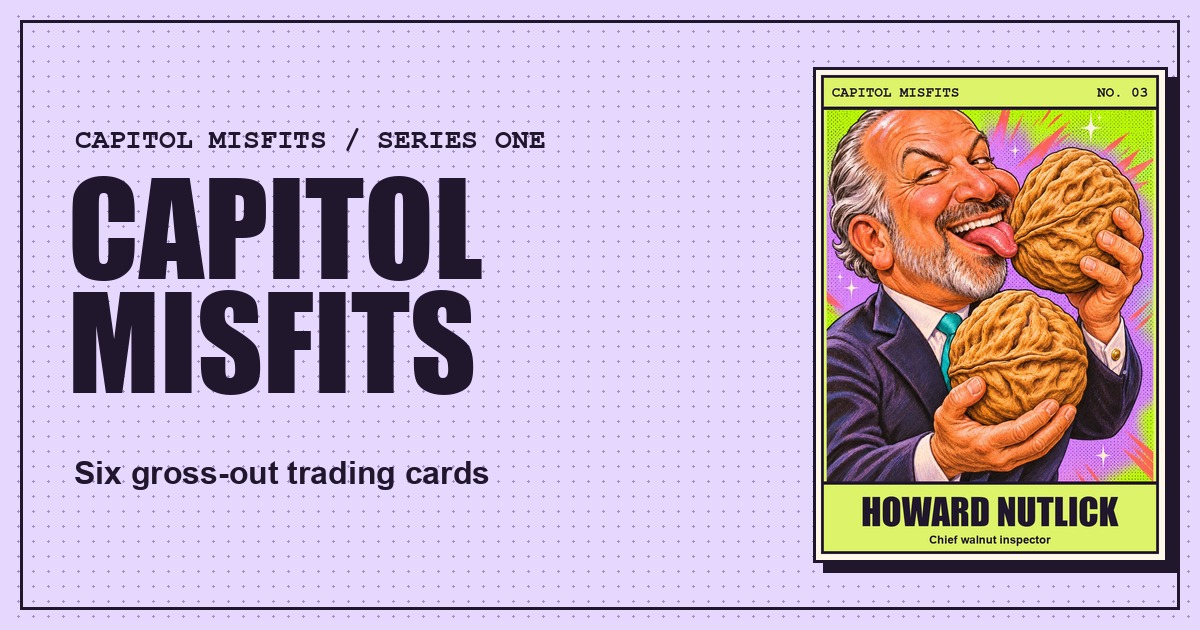 CAPITOL MISFITS / SERIES ONE
CAPITOL
MISFITS
Six gross-out trading cards
CAPITOL MISFITS NO. 03
HOWARD NUTLICK
Chief walnut inspector